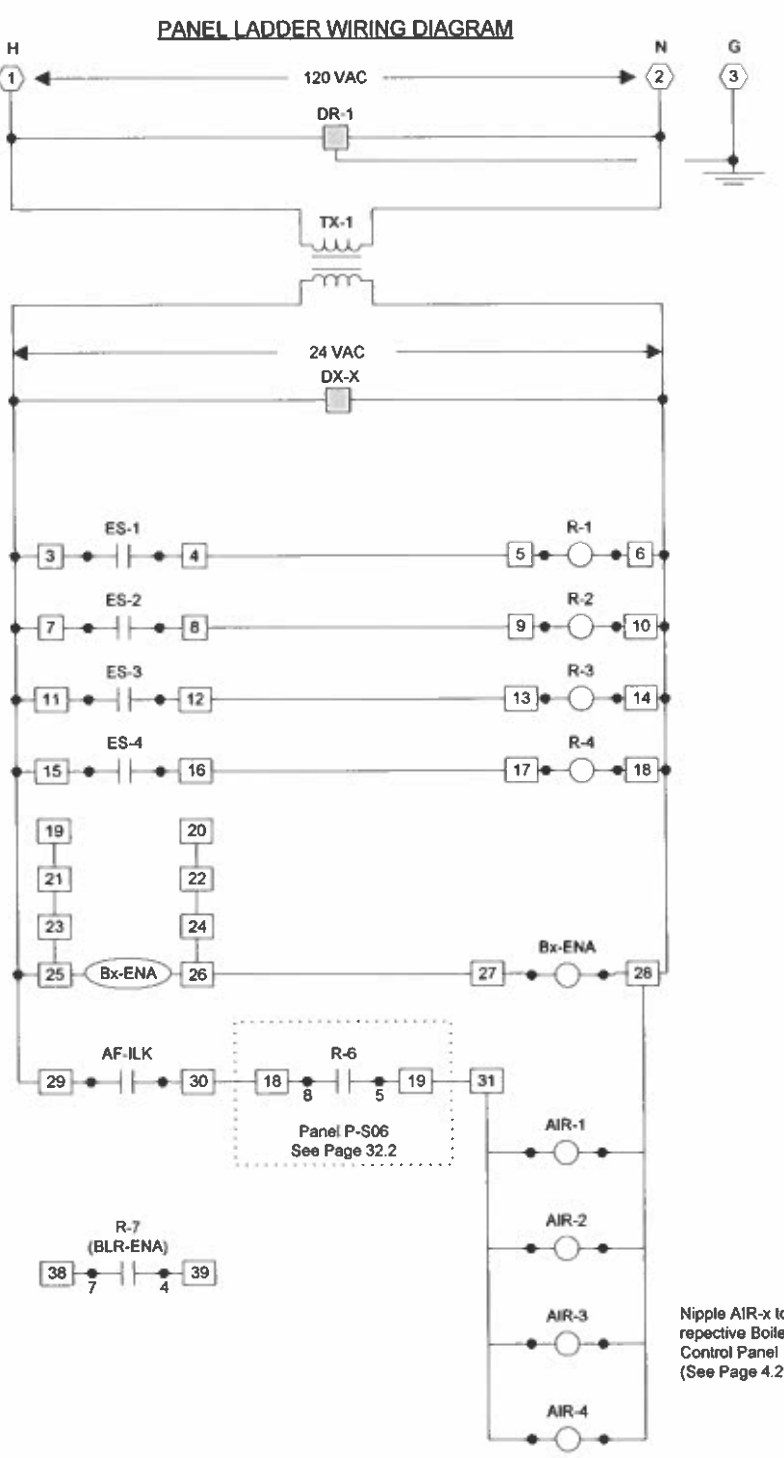 PANEL LADDER WIRING DIAGRAM
H N G
1 120 VAC 2 3
DR-1
TX-1
24 VAC
DX-X
ES-1 R-1
3 4 5 6
ES-2 R-2
7 8 9 10
ES-3 R-3
11 12 13 14
ES-4 R-4
15 16 17 18
19 20
21 22
23 24
Bx-ENA
25 Bx-ENA 26 27 28
AF-ILK R-6
29 30 18 19 31
8 5
Panel P-S06
See Page 32.2
AIR-1
AIR-2
R-7
(BLR-ENA)
38 39
7 4
AIR-3
Nipple AIR-x to
repective Boile
Control Panel
(See Page 4.2
AIR-4